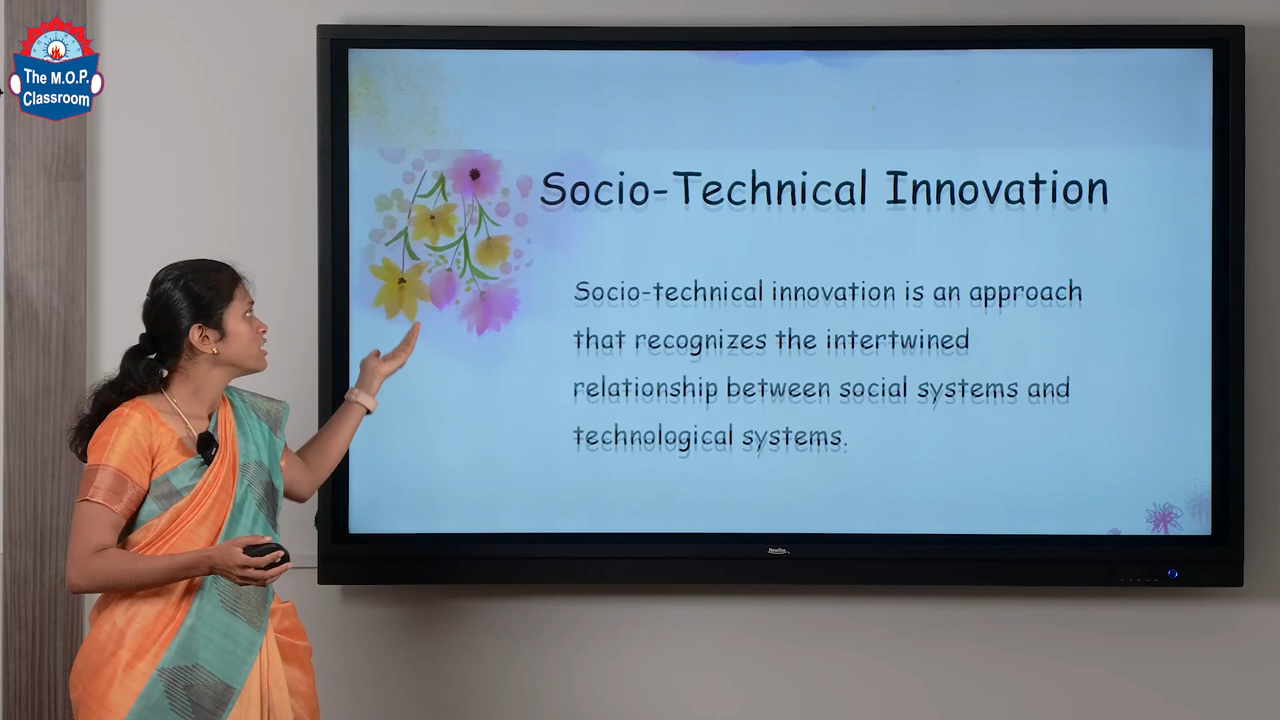 The M.O.P.
Classroom
Socio-Technical Innovation
Socio-technical innovation is an approach
that recognizes the intertwined
relationship between social systems and
technological systems.